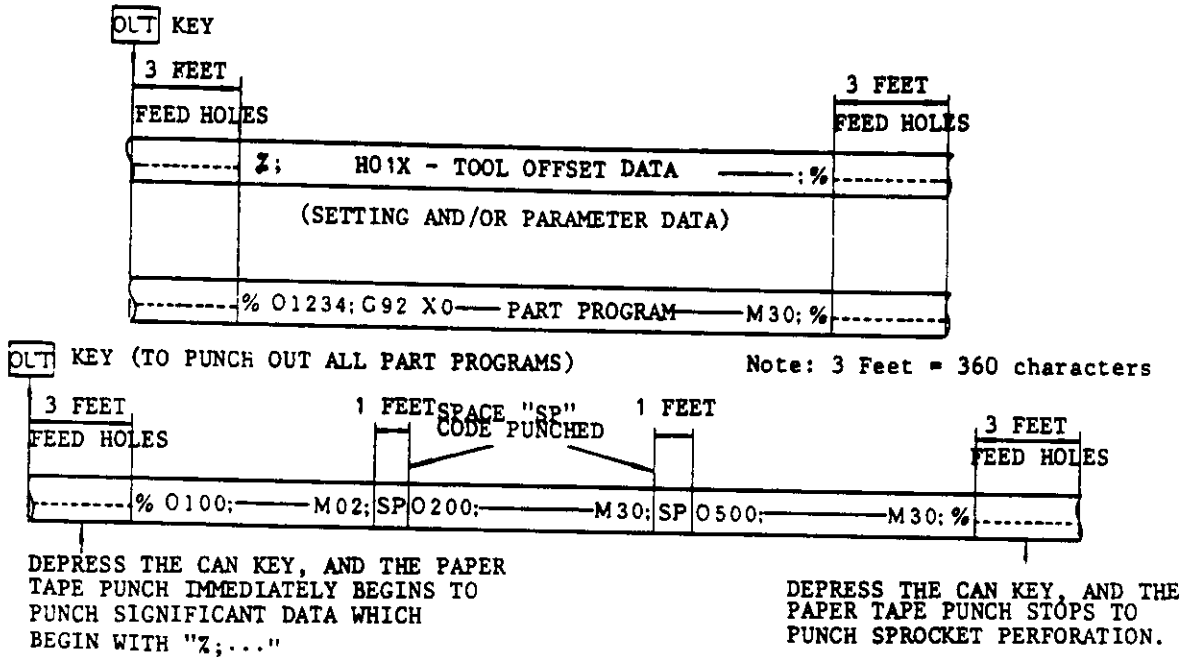 OUT KEY
3 FEET
FEED HOLES
3 FEET
FEED HOLES
%; H01X - TOOL OFFSET DATA ;%
(SETTING AND/OR PARAMETER DATA)
% O1234;G92 X0 PART PROGRAM M30;%
OUT KEY (TO PUNCH OUT ALL PART PROGRAMS)
Note: 3 Feet = 360 characters
3 FEET
FEED HOLES
1 FEET
SPACE "SP"
CODE PUNCHED
1 FEET
3 FEET
FEED HOLES
% O100; M02; SP O200; M30; SP O500; M30; %
DEPRESS THE CAN KEY, AND THE PAPER
TAPE PUNCH IMMEDIATELY BEGINS TO
PUNCH SIGNIFICANT DATA WHICH
BEGIN WITH "%;..."
DEPRESS THE CAN KEY, AND THE
PAPER TAPE PUNCH STOPS TO
PUNCH SPROCKET PERFORATION.